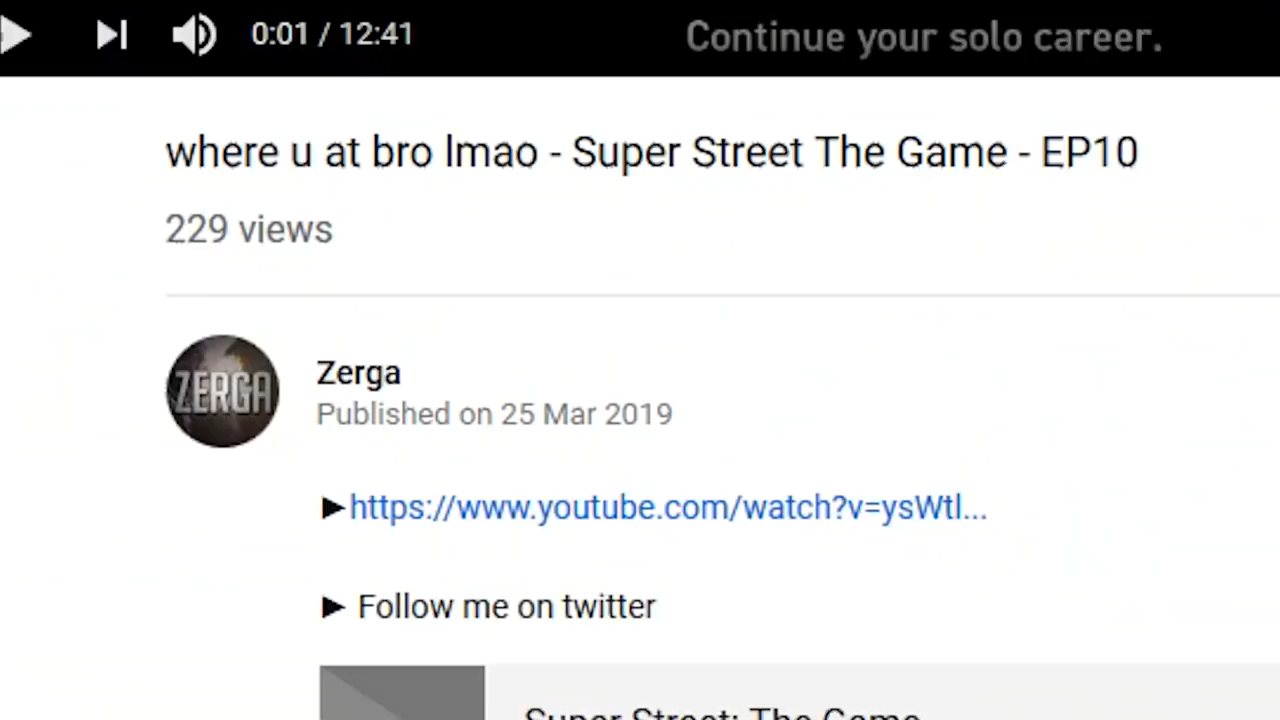 0:01 / 12:41
Continue your solo career.
where u at bro lmao - Super Street The Game - EP10
229 views
ZERGA
Zerga
Published on 25 Mar 2019
►https://www.youtube.com/watch?v=ysWtl...
► Follow me on twitter
Super Street: The Game